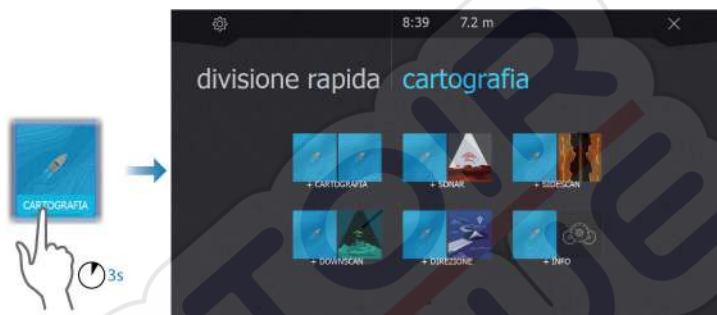 8:39 7.2 m
divisione rapida cartografia
+ CARTOGRAFIA + SONAR + SIDESCAN
CARTOGRAFIA
+ DOWNSCAN + DIREZIONE + INFO
3s